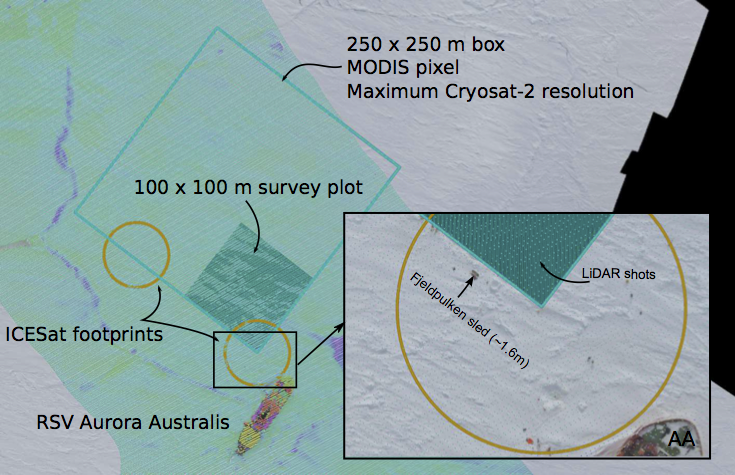 250 x 250 m box
MODIS pixel
Maximum Cryosat-2 resolution
100 x 100 m survey plot
ICESat footprints
RSV Aurora Australis
LiDAR shots
Fjeldpulken sled (~1.6m)
AA